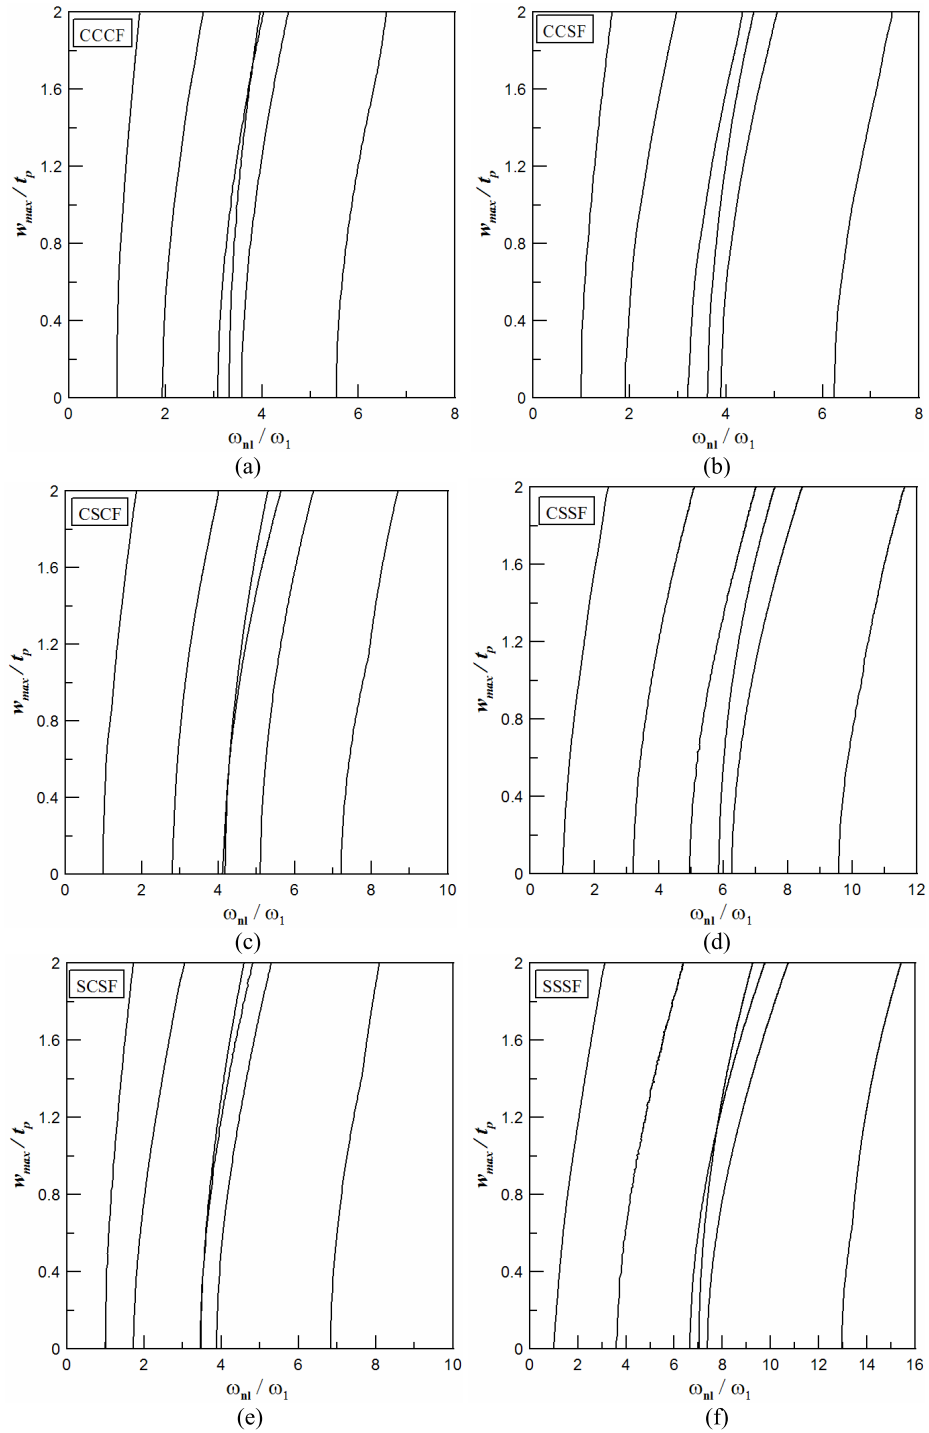 CCCF
2
1.6
1.2
0.8
0.4
0
w_max / t_p
0 2 4 6 8
ω_nl / ω_1
(a)
CCSF
2
1.6
1.2
0.8
0.4
0
w_max / t_p
0 2 4 6 8
ω_nl / ω_1
(b)
CSCF
2
1.6
1.2
0.8
0.4
0
w_max / t_p
0 2 4 6 8 10
ω_nl / ω_1
(c)
CSSF
2
1.6
1.2
0.8
0.4
0
w_max / t_p
0 2 4 6 8 10 12
ω_nl / ω_1
(d)
SCSF
2
1.6
1.2
0.8
0.4
0
w_max / t_p
0 2 4 6 8 10
ω_nl / ω_1
(e)
SSSF
2
1.6
1.2
0.8
0.4
0
w_max / t_p
0 2 4 6 8 10 12 14 16
ω_nl / ω_1
(f)